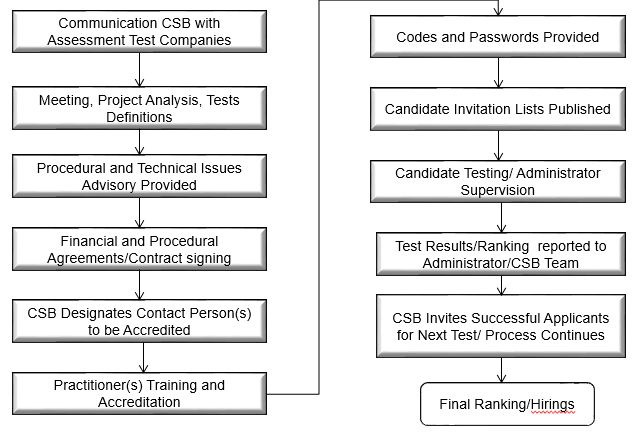 Communication CSB with
Assessment Test Companies
Meeting, Project Analysis, Tests
Definitions
Procedural and Technical Issues
Advisory Provided
Financial and Procedural
Agreements/Contract signing
CSB Designates Contact Person(s)
to be Accredited
Practitioner(s) Training and
Accreditation
Codes and Passwords Provided
Candidate Invitation Lists Published
Candidate Testing/ Administrator
Supervision
Test Results/Ranking reported to
Administrator/CSB Team
CSB Invites Successful Applicants
for Next Test/ Process Continues
Final Ranking/Hirings